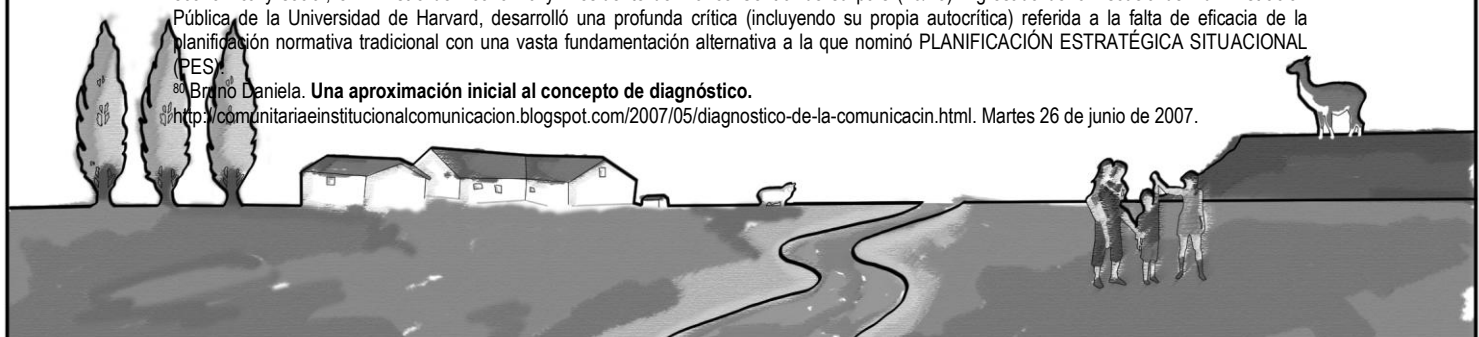 Pública de la Universidad de Harvard, desarrolló una profunda crítica (incluyendo su propia autocrítica) referida a la falta de eficacia de la
planificación normativa tradicional con una vasta fundamentación alternativa a la que nominó PLANIFICACIÓN ESTRATÉGICA SITUACIONAL
(PES).
80 Bruno Daniela. Una aproximación inicial al concepto de diagnóstico.
http://comunitariaeinstitucionalcomunicacion.blogspot.com/2007/05/diagnostico-de-la-comunicacin.html. Martes 26 de junio de 2007.